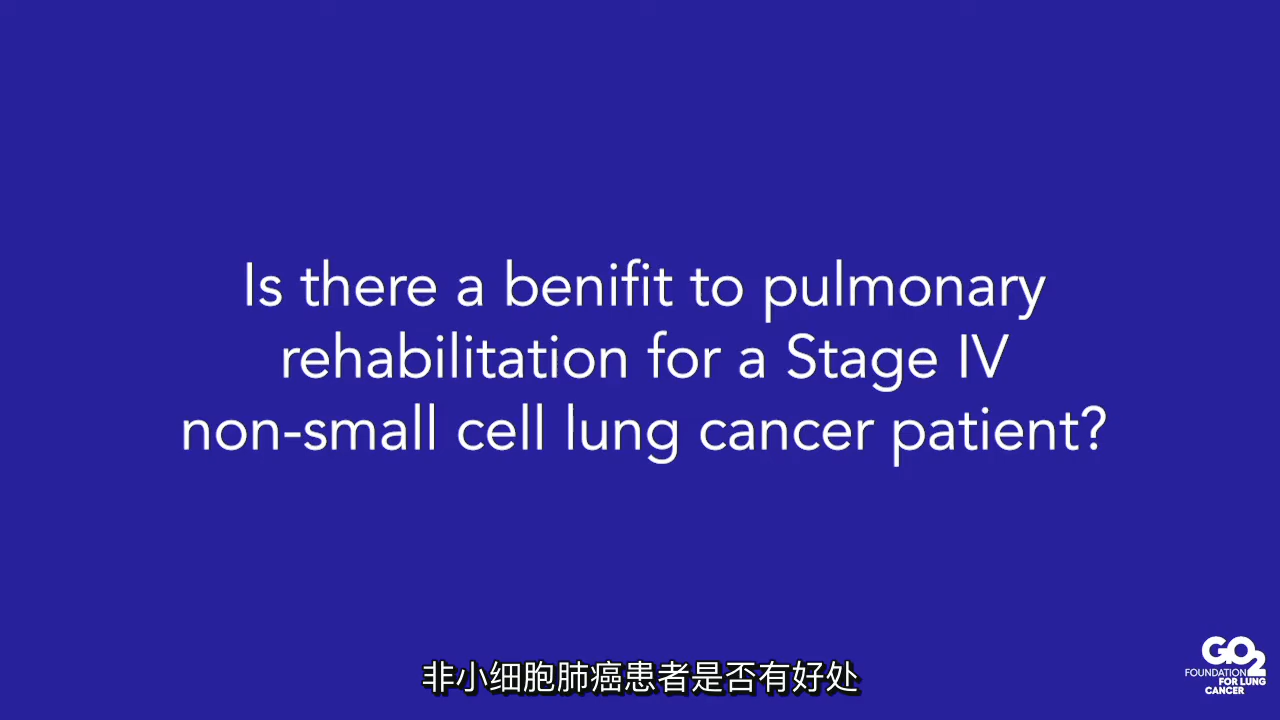 Is there a benifit to pulmonary
rehabilitation for a Stage IV
non-small cell lung cancer patient?
非小细胞肺癌患者是否有好处
GO2
FOUNDATION
FOR LUNG
CANCER